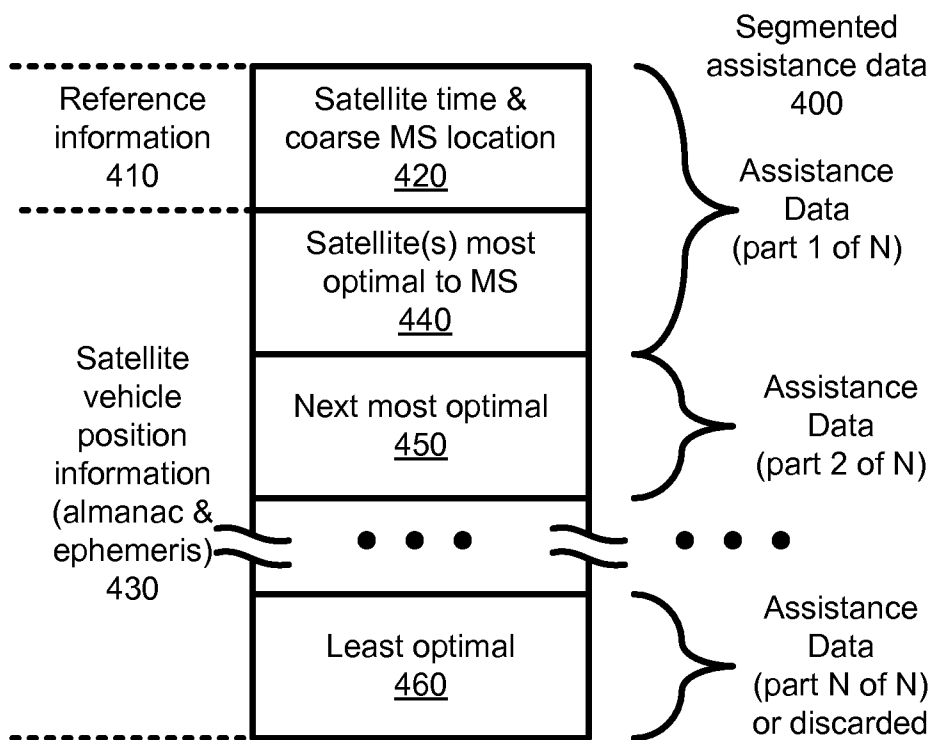 Segmented
assistance data
400
Reference
information
410
Satellite time &
coarse MS location
420
Assistance
Data
(part 1 of N)
Satellite(s) most
optimal to MS
440
Satellite
vehicle
position
information
(almanac &
ephemeris)
430
Next most optimal
450
Assistance
Data
(part 2 of N)
Least optimal
460
Assistance
Data
(part N of N)
or discarded